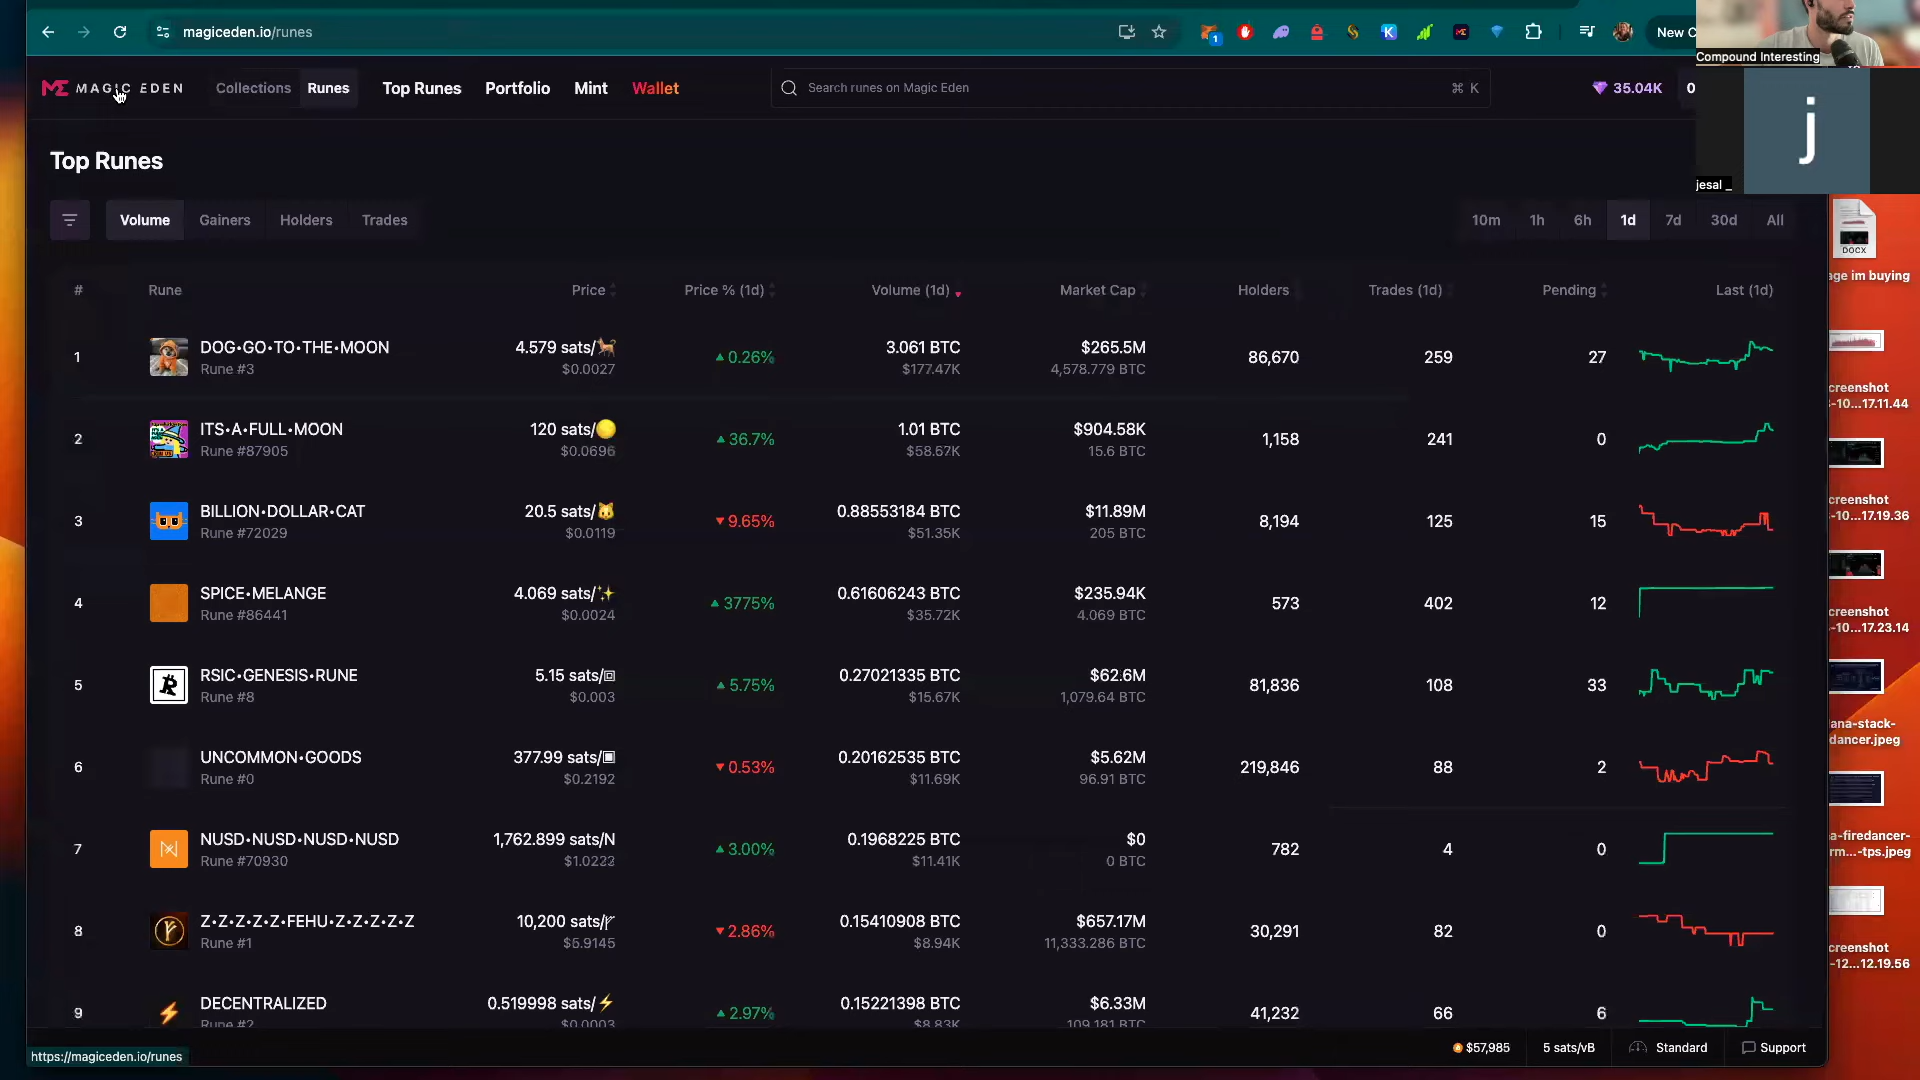 magiceden.io/runes
1
New C
Compound Interesting
MAGIC EDEN
Collections
Runes
Top Runes
Portfolio
Mint
Wallet
Search runes on Magic Eden
⌘ K
35.04K
0
j
jesal _
Top Runes
Volume
Gainers
Holders
Trades
10m
1h
6h
1d
7d
30d
All
DOCX
age im buying
# Rune Price Price % (1d) Volume (1d) Market Cap Holders Trades (1d) Pending Last (1d)
1 DOG•GO•TO•THE•MOON 4.579 sats/🐕 0.26% 3.061 BTC $265.5M 86,670 259 27
Rune #3 $0.0027 $177.47K 4,578.779 BTC
creenshot
-10...17.11.44
2 ITS•A•FULL•MOON 120 sats/🌕 36.7% 1.01 BTC $904.58K 1,158 241 0
Rune #87905 $0.0696 $58.67K 15.6 BTC
creenshot
-10...17.19.36
3 BILLION•DOLLAR•CAT 20.5 sats/🐱 9.65% 0.88553184 BTC $11.89M 8,194 125 15
Rune #72029 $0.0119 $51.35K 205 BTC
4 SPICE•MELANGE 4.069 sats/✨ 3775% 0.61606243 BTC $235.94K 573 402 12
Rune #86441 $0.0024 $35.72K 4.069 BTC
creenshot
-10...17.23.14
5 RSIC•GENESIS•RUNE 5.15 sats/▣ 5.75% 0.27021335 BTC $62.6M 81,836 108 33
Rune #8 $0.003 $15.67K 1,079.64 BTC
ana-stack-
dancer.jpeg
6 UNCOMMON•GOODS 377.99 sats/▣ 0.53% 0.20162535 BTC $5.62M 219,846 88 2
Rune #0 $0.2192 $11.69K 96.91 BTC
7 NUSD•NUSD•NUSD•NUSD 1,762.899 sats/N 3.00% 0.1968225 BTC $0 782 4 0
Rune #70930 $1.0222 $11.41K 0 BTC
a-firedancer-
rm...-tps.jpeg
8 Z•Z•Z•Z•Z•FEHU•Z•Z•Z•Z•Z 10,200 sats/ᚠ 2.86% 0.15410908 BTC $657.17M 30,291 82 0
Rune #1 $5.9145 $8.94K 11,333.286 BTC
creenshot
-12...12.19.56
9 DECENTRALIZED 0.519998 sats/⚡ 2.97% 0.15221398 BTC $6.33M 41,232 66 6
Rune #2 $0.0003 $8.83K 109.181 BTC
https://magiceden.io/runes
$57,985
5 sats/vB
Standard
Support